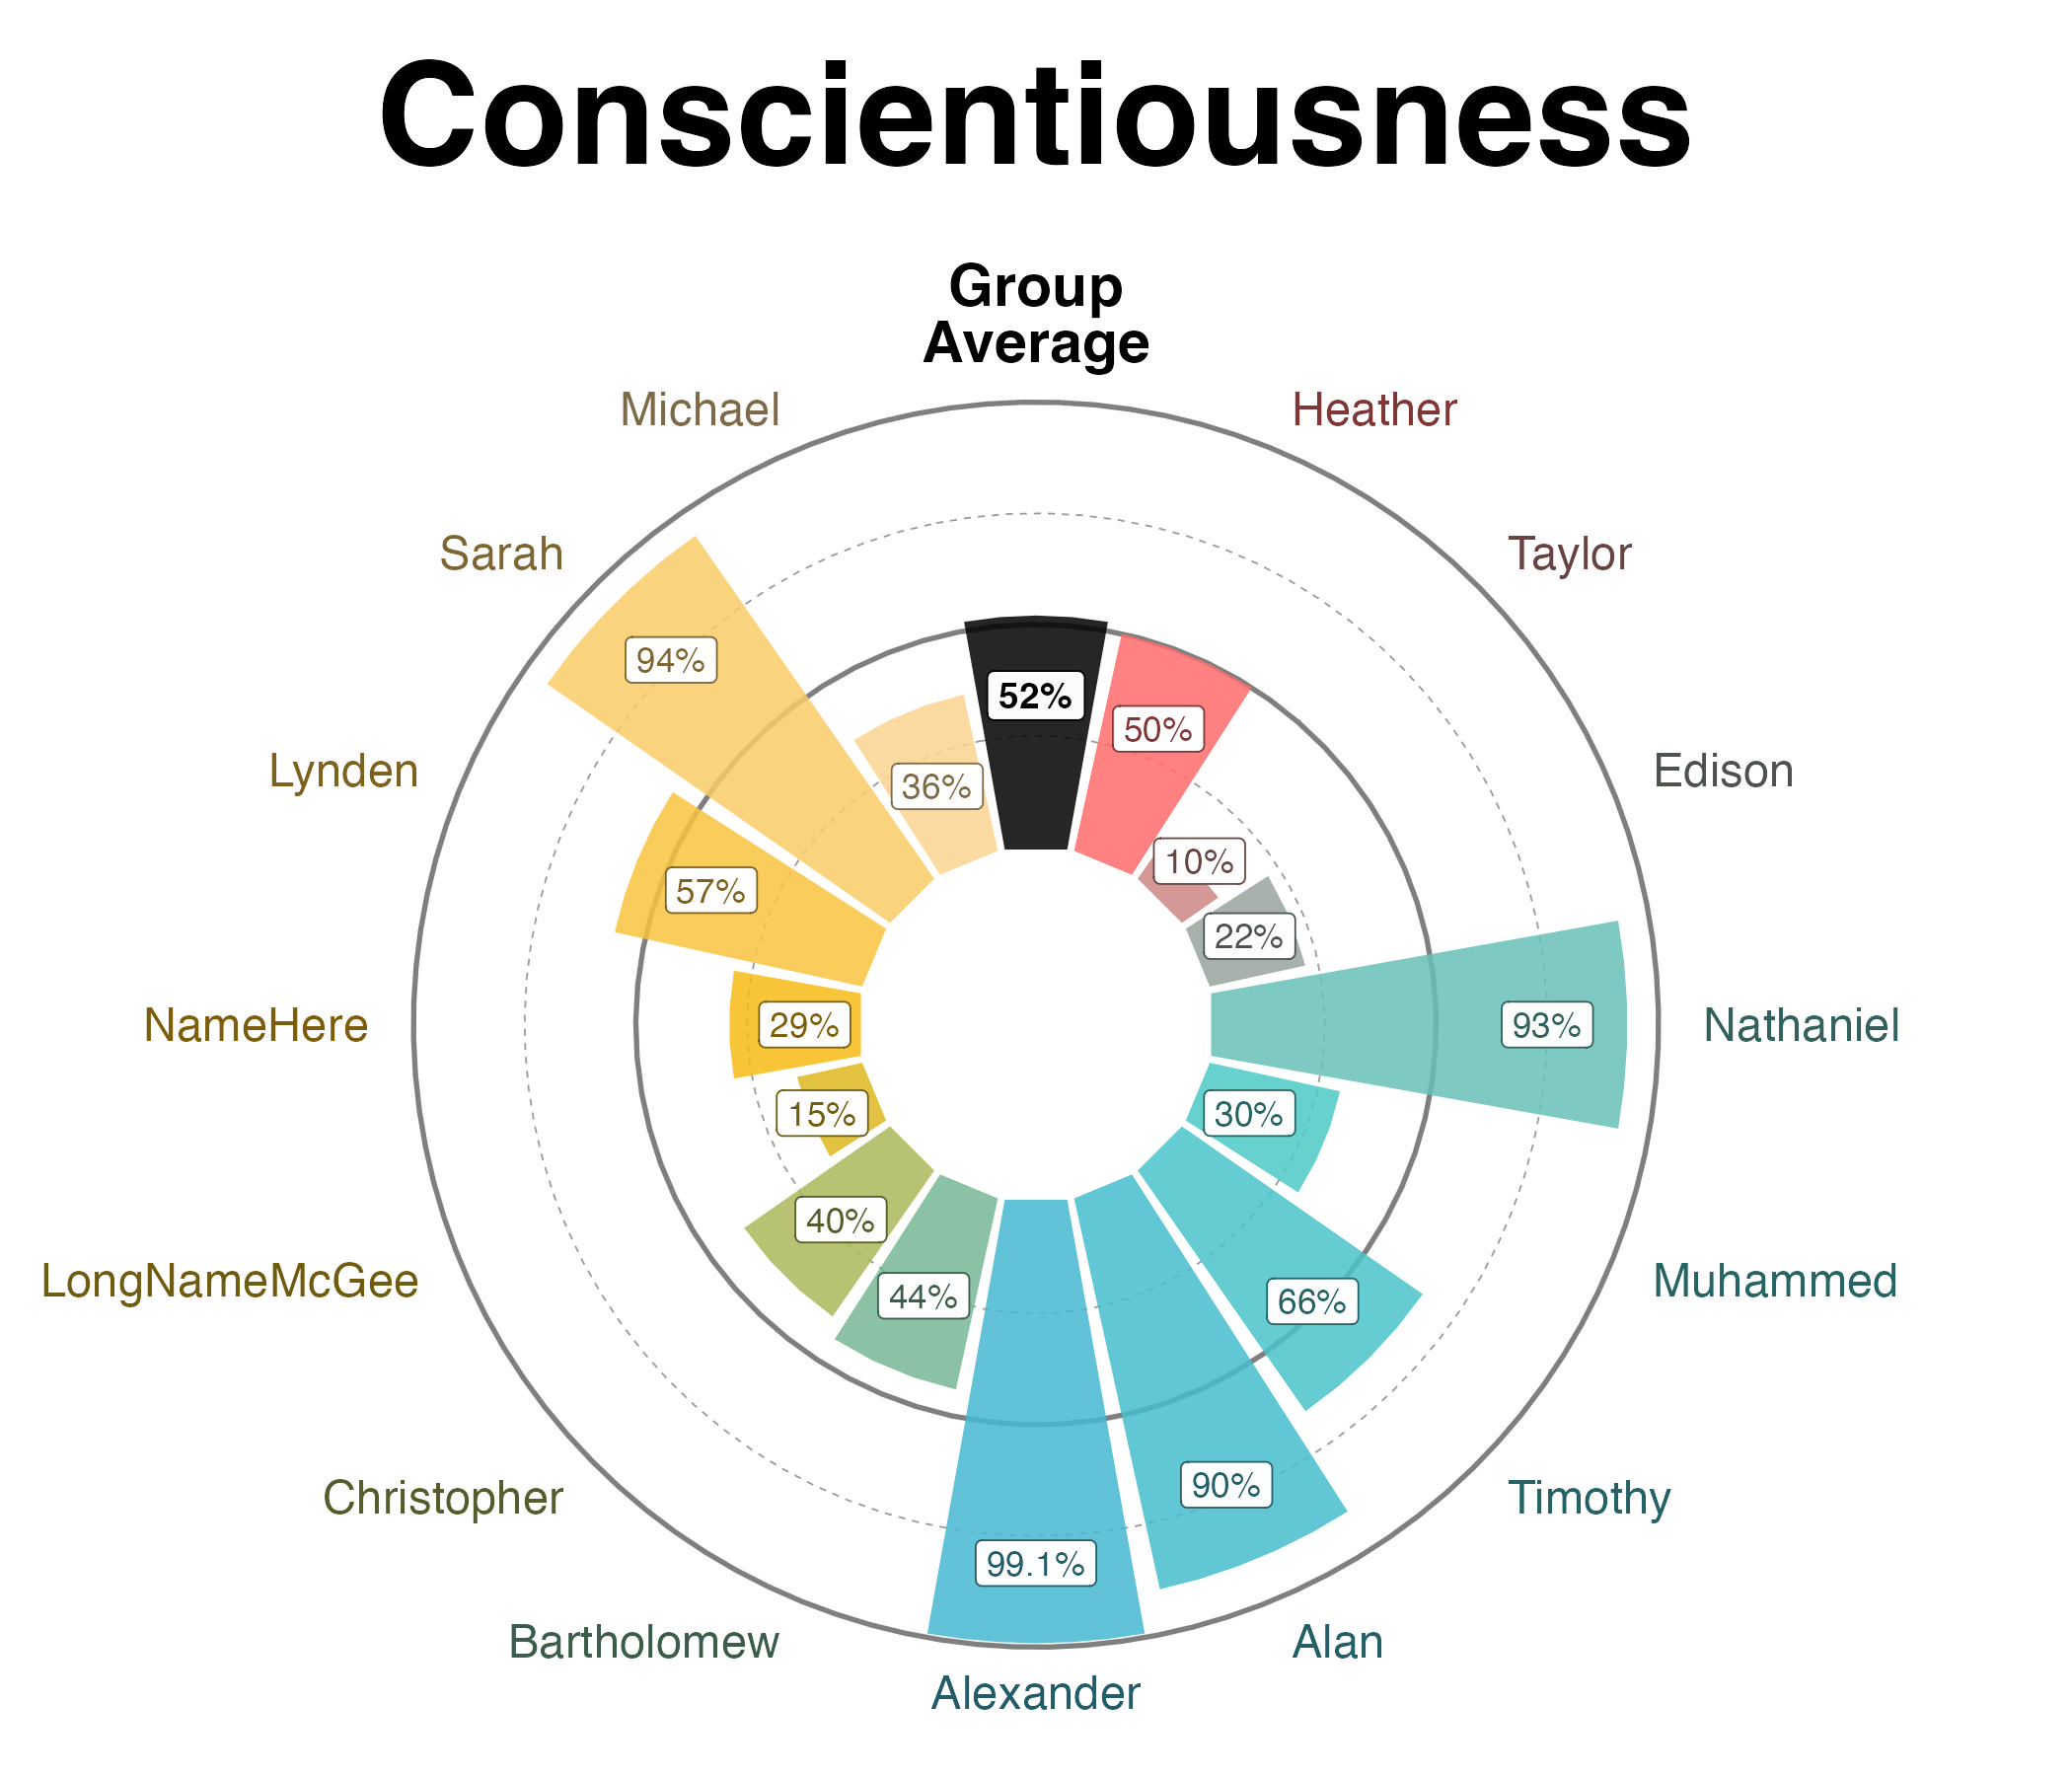 Conscientiousness
Group
Average
Michael
Heather
Sarah
Taylor
94%
52%
50%
Lynden
36%
Edison
57%
10%
22%
NameHere
29%
93%
Nathaniel
15%
30%
40%
LongNameMcGee
44%
66%
Muhammed
Christopher
90%
Timothy
99.1%
Bartholomew
Alan
Alexander